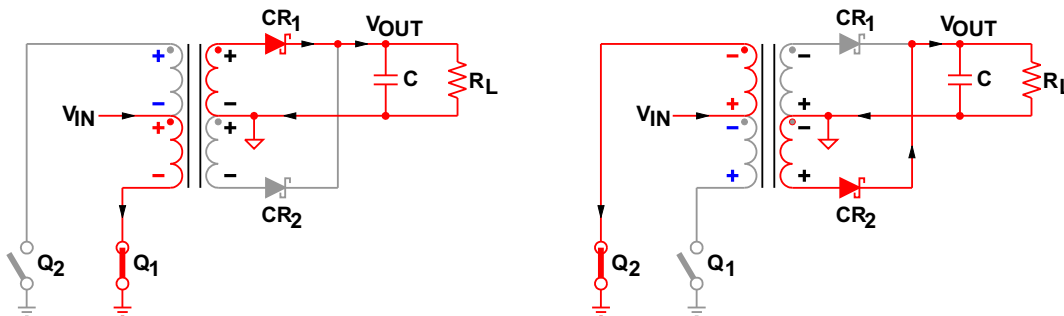 CR1
VOUT
+ + +
C RL
− −
VIN
+ +
− −
CR2
Q2 Q1
CR1
VOUT
− −
C RL
+ +
VIN
− −
+ +
CR2
Q2 Q1